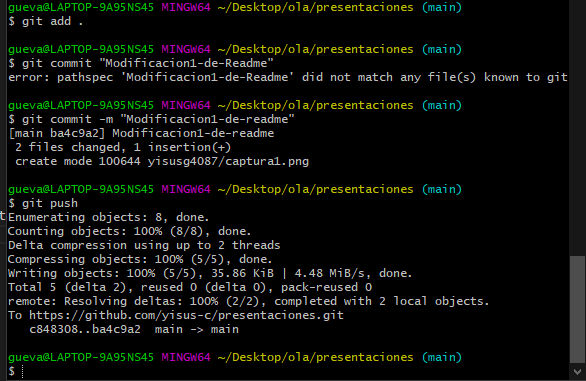 gueva@LAPTOP-9A95NS45 MINGW64 ~/Desktop/ola/presentaciones (main)
$ git add .
gueva@LAPTOP-9A95NS45 MINGW64 ~/Desktop/ola/presentaciones (main)
$ git commit "Modificacion1-de-Readme"
error: pathspec 'Modificacion1-de-Readme' did not match any file(s) known to git
gueva@LAPTOP-9A95NS45 MINGW64 ~/Desktop/ola/presentaciones (main)
$ git commit -m "Modificacion1-de-readme"
[main ba4c9a2] Modificacion1-de-readme
 2 files changed, 1 insertion(+)
 create mode 100644 yisusg4087/captura1.png
gueva@LAPTOP-9A95NS45 MINGW64 ~/Desktop/ola/presentaciones (main)
$ git push
Enumerating objects: 8, done.
Counting objects: 100% (8/8), done.
Delta compression using up to 2 threads
Compressing objects: 100% (5/5), done.
Writing objects: 100% (5/5), 35.86 KiB | 4.48 MiB/s, done.
Total 5 (delta 2), reused 0 (delta 0), pack-reused 0
remote: Resolving deltas: 100% (2/2), completed with 2 local objects.
To https://github.com/yisus-c/presentaciones.git
   c848308..ba4c9a2  main -> main
gueva@LAPTOP-9A95NS45 MINGW64 ~/Desktop/ola/presentaciones (main)
$